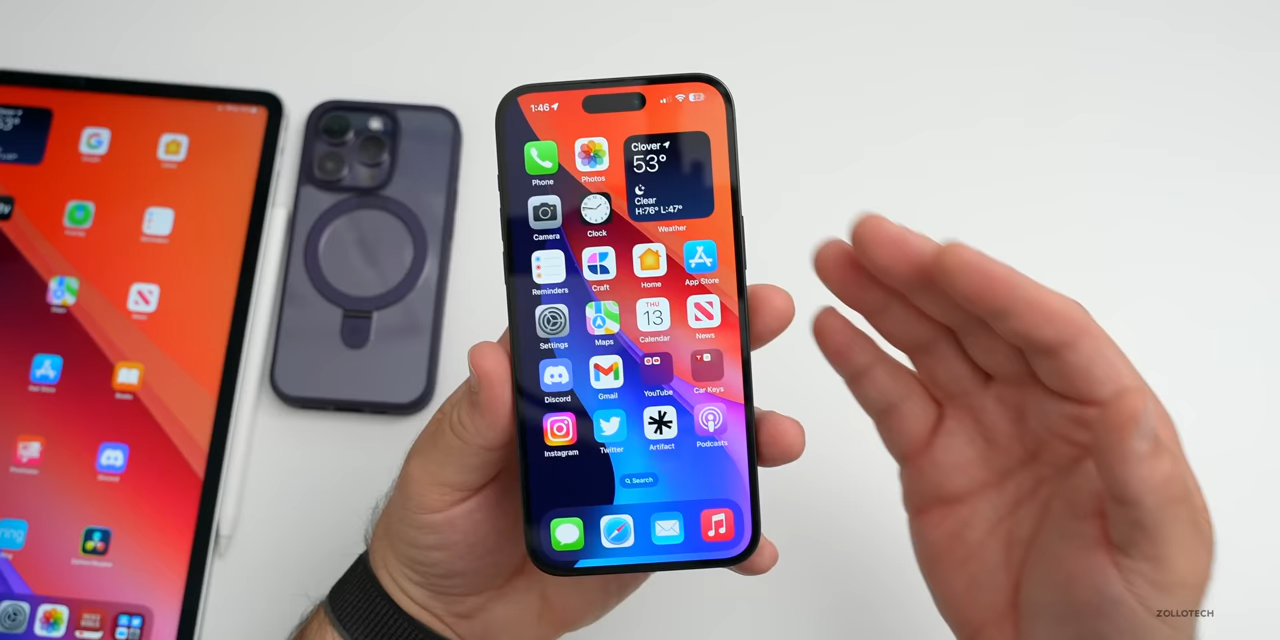 1:46
Clover
53°
Clear
H:76° L:47°
Weather
Phone
Photos
Camera
Clock
Reminders
Craft
Home
App Store
THU
13
Settings
Maps
Calendar
News
Discord
Gmail
YouTube
Car Keys
Instagram
Twitter
Artifact
Podcasts
Search
ZOLLOTECH